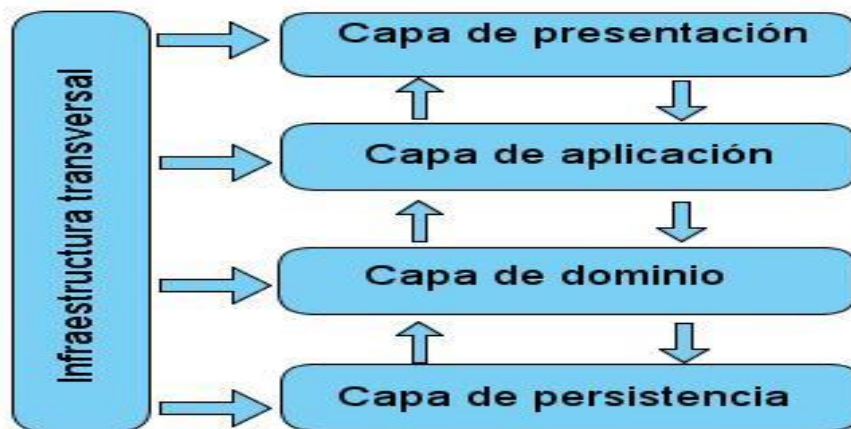 Infraestructura transversal
Capa de presentación
Capa de aplicación
Capa de dominio
Capa de persistencia